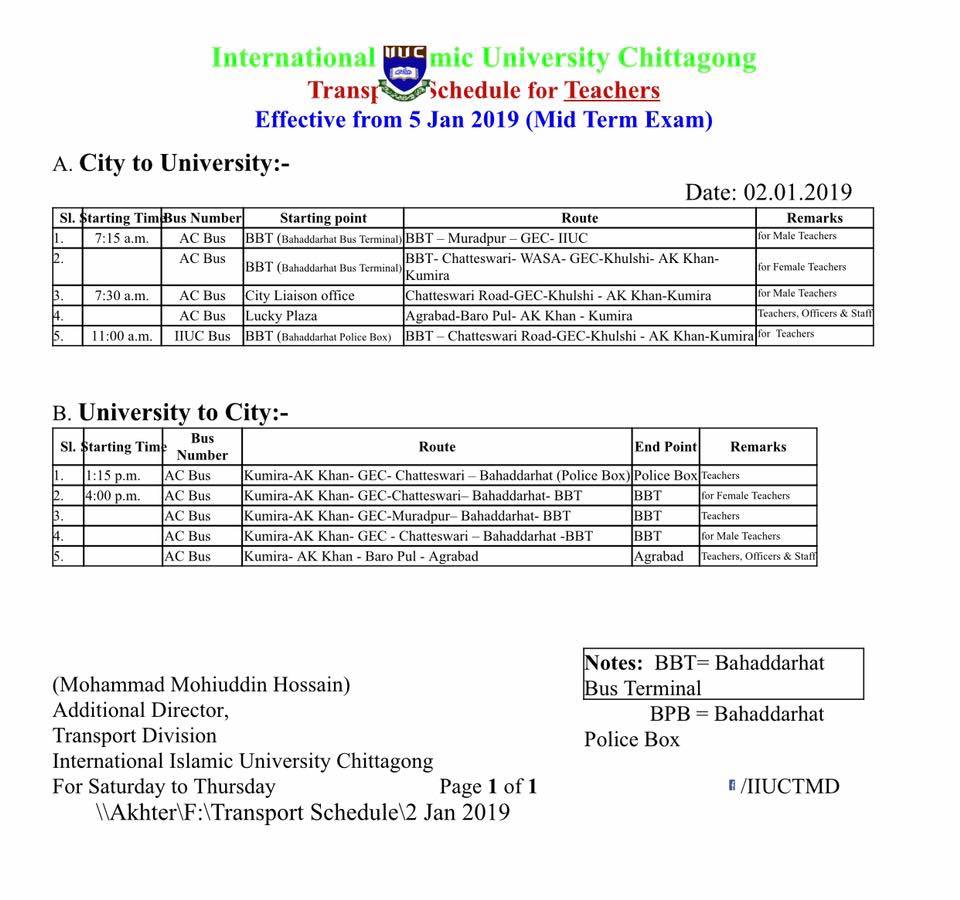 International mic University Chittagong
IIUC
Transp Schedule for Teachers
Effective from 5 Jan 2019 (Mid Term Exam)
A. City to University:-
Date: 02.01.2019
Sl. Starting Time Bus Number Starting point Route Remarks
1. 7:15 a.m. AC Bus BBT (Bahaddarhat Bus Terminal) BBT – Muradpur – GEC- IIUC for Male Teachers
2. AC Bus BBT (Bahaddarhat Bus Terminal) BBT- Chatteswari- WASA- GEC-Khulshi- AK Khan-
Kumira for Female Teachers
3. 7:30 a.m. AC Bus City Liaison office Chatteswari Road-GEC-Khulshi - AK Khan-Kumira for Male Teachers
4. AC Bus Lucky Plaza Agrabad-Baro Pul- AK Khan - Kumira Teachers, Officers & Staff
5. 11:00 a.m. IIUC Bus BBT (Bahaddarhat Police Box) BBT – Chatteswari Road-GEC-Khulshi - AK Khan-Kumira for Teachers
B. University to City:-
Sl. Starting Time Bus
Number Route End Point Remarks
1. 1:15 p.m. AC Bus Kumira-AK Khan- GEC- Chatteswari – Bahaddarhat (Police Box) Police Box Teachers
2. 4:00 p.m. AC Bus Kumira-AK Khan- GEC-Chatteswari– Bahaddarhat- BBT BBT for Female Teachers
3. AC Bus Kumira-AK Khan- GEC-Muradpur– Bahaddarhat- BBT BBT Teachers
4. AC Bus Kumira-AK Khan- GEC - Chatteswari – Bahaddarhat -BBT BBT for Male Teachers
5. AC Bus Kumira- AK Khan - Baro Pul - Agrabad Agrabad Teachers, Officers & Staff
Notes: BBT= Bahaddarhat
Bus Terminal
BPB = Bahaddarhat
Police Box
(Mohammad Mohiuddin Hossain)
Additional Director,
Transport Division
International Islamic University Chittagong
For Saturday to Thursday Page 1 of 1 /IIUCTMD
\\Akhter\F:\Transport Schedule\2 Jan 2019